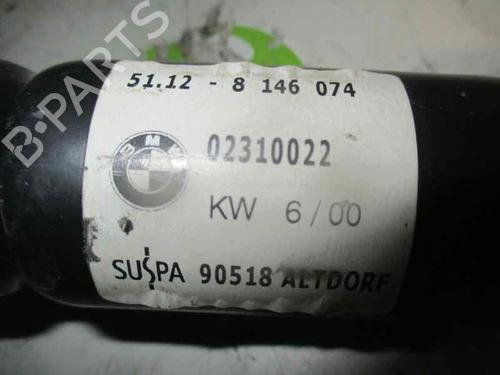 51.12 - 8 146 074
BMW
02310022
KW 6/00
SUSPA 90518 ALTDORF
B-PARTS